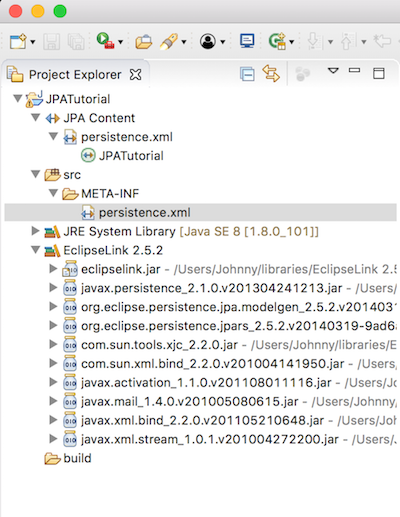 Project Explorer
JPATutorial
JPA Content
persistence.xml
JPATutorial
src
META-INF
persistence.xml
JRE System Library [Java SE 8 [1.8.0_101]]
EclipseLink 2.5.2
eclipselink.jar - /Users/Johnny/libraries/EclipseLink 2.5
javax.persistence_2.1.0.v201304241213.jar - /Users/
org.eclipse.persistence.jpa.modelgen_2.5.2.v2014031
org.eclipse.persistence.jpars_2.5.2.v20140319-9ad6a
com.sun.tools.xjc_2.2.0.jar - /Users/Johnny/libraries/E
com.sun.xml.bind_2.2.0.v201004141950.jar - /Users/J
javax.activation_1.1.0.v201108011116.jar - /Users/Jo
javax.mail_1.4.0.v201005080615.jar - /Users/Johnny/
javax.xml.bind_2.2.0.v201105210648.jar - /Users/Joh
javax.xml.stream_1.0.1.v201004272200.jar - /Users/J
build